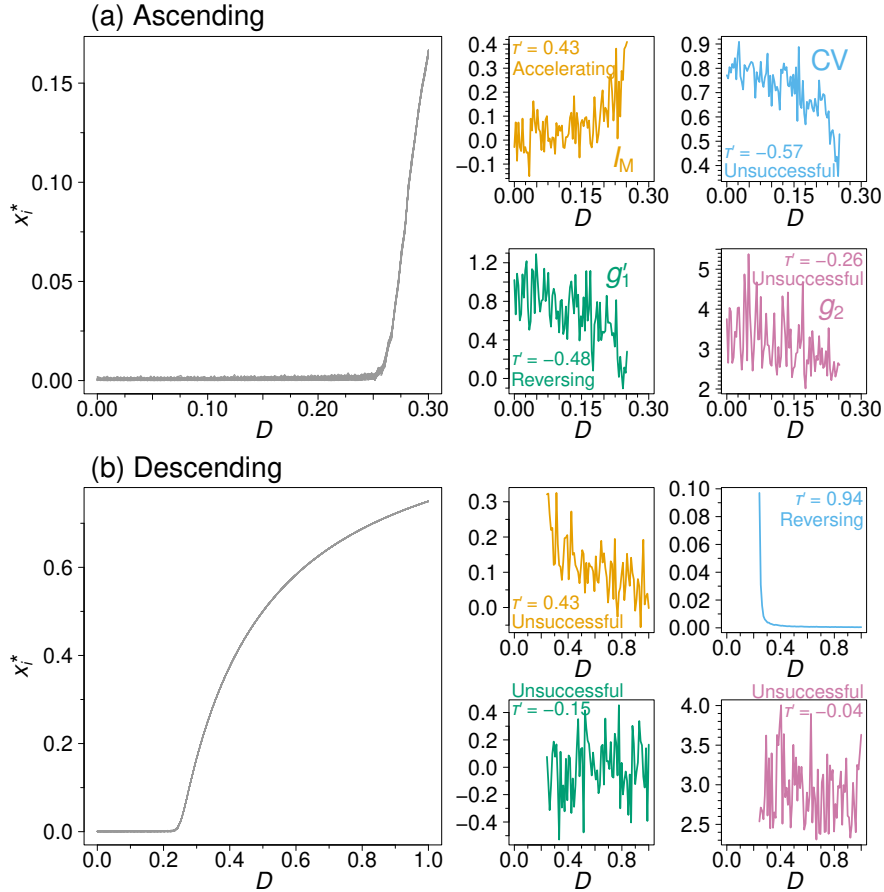 (a) Ascending
x*i
0.15
0.10
0.05
0.00
0.00 0.10 0.20 0.30
D
τ' = 0.43
Accelerating
IM
0.4
0.3
0.2
0.1
0.0
−0.1
0.00 0.15 0.30
D
CV
τ' = −0.57
Unsuccessful
0.9
0.8
0.7
0.6
0.5
0.4
0.00 0.15 0.30
D
g'1
τ' = −0.48
Reversing
1.2
0.8
0.4
0.0
0.00 0.15 0.30
D
τ' = −0.26
Unsuccessful
g2
5
4
3
2
0.00 0.15 0.30
D
(b) Descending
x*i
0.6
0.4
0.2
0.0
0.0 0.2 0.4 0.6 0.8 1.0
D
0.3
0.2
0.1
0.0
τ' = 0.43
Unsuccessful
0.0 0.4 0.8
D
τ' = 0.94
Reversing
0.10
0.08
0.06
0.04
0.02
0.00
0.0 0.4 0.8
D
Unsuccessful
τ' = −0.15
0.4
0.2
0.0
−0.2
−0.4
0.0 0.4 0.8
D
Unsuccessful
τ' = −0.04
4.0
3.5
3.0
2.5
0.0 0.4 0.8
D